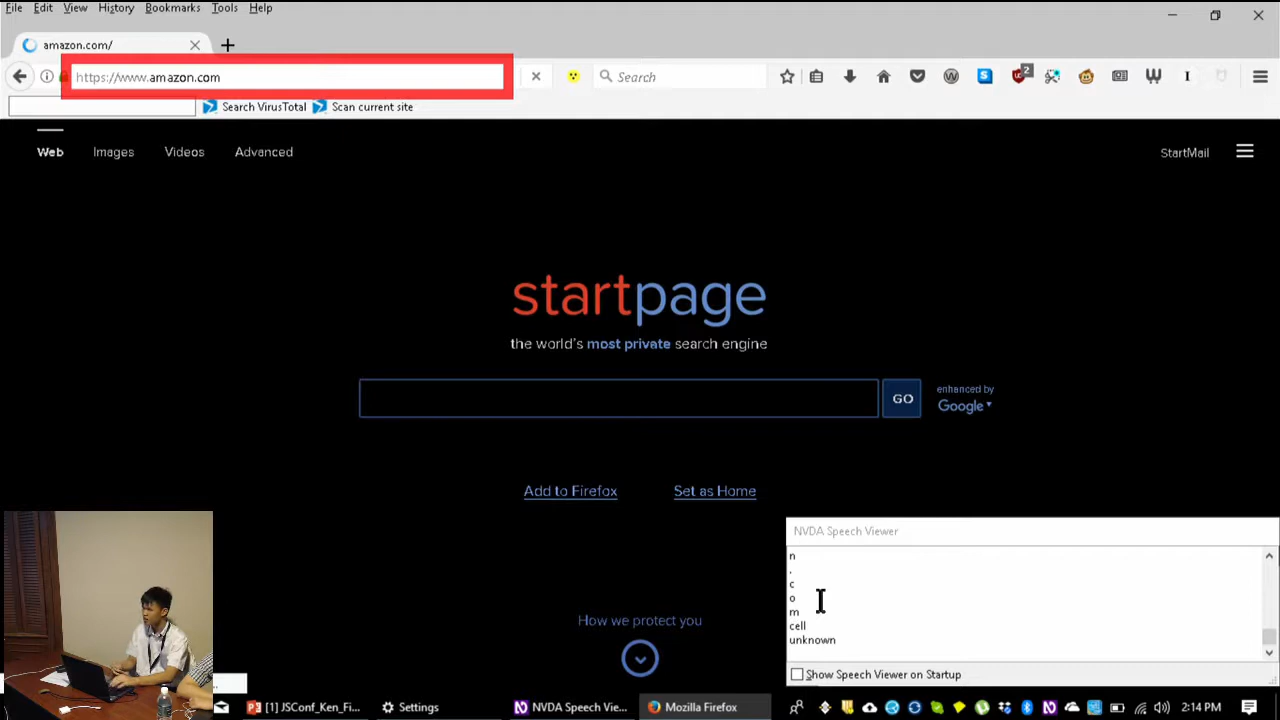 File Edit View History Bookmarks Tools Help
amazon.com/
https://www.amazon.com
Search
2
Search VirusTotal Scan current site
Web Images Videos Advanced
StartMail
startpage
the world's most private search engine
GO
enhanced by
Google
Add to Firefox Set as Home
How we protect you
NVDA Speech Viewer
n
.
c
o
m
cell
unknown
Show Speech Viewer on Startup
[1] JSConf_Ken_Fi...
Settings
NVDA Speech Vie...
Mozilla Firefox
2:14 PM